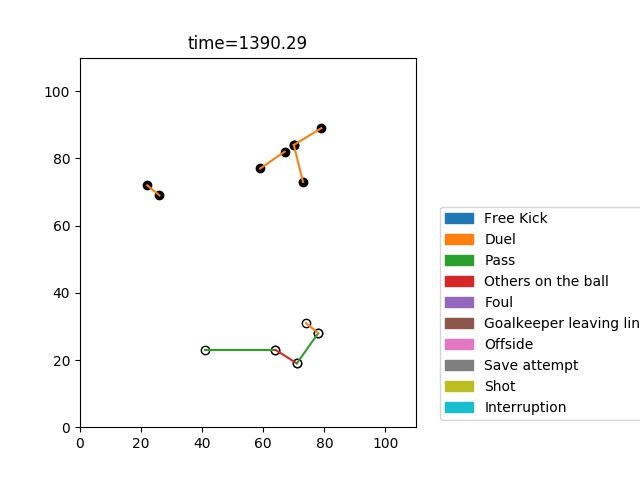 time=1390.29
100
80
60
40
20
0
0 20 40 60 80 100
Free Kick
Duel
Pass
Others on the ball
Foul
Goalkeeper leaving lin
Offside
Save attempt
Shot
Interruption